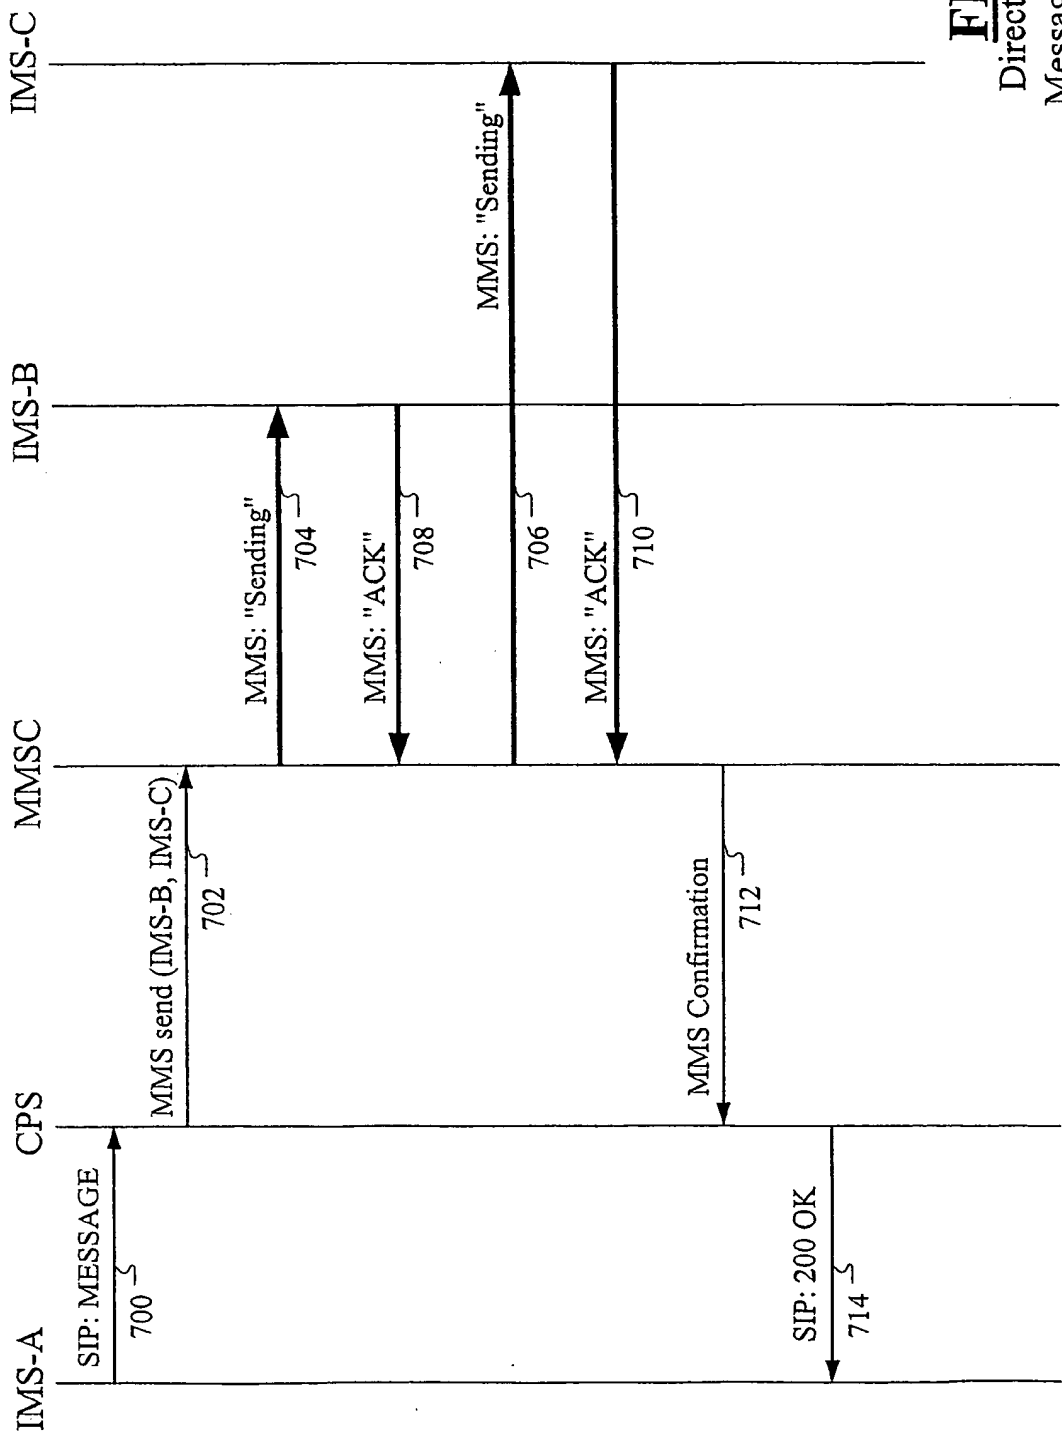 IMS-A
CPS
MMSC
IMS-B
IMS-C
SIP: MESSAGE
700
MMS send (IMS-B, IMS-C)
702
MMS: "Sending"
704
MMS: "ACK"
708
MMS: "Sending"
706
MMS: "ACK"
710
MMS Confirmation
712
SIP: 200 OK
714